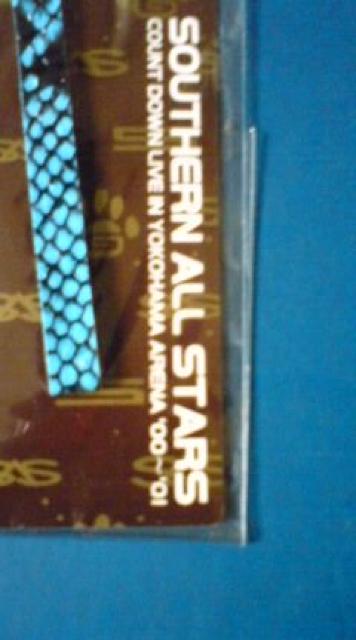 SOUTHERN ALL STARS
COUNT DOWN LIVE IN YOKOHAMA ARENA '00～'01